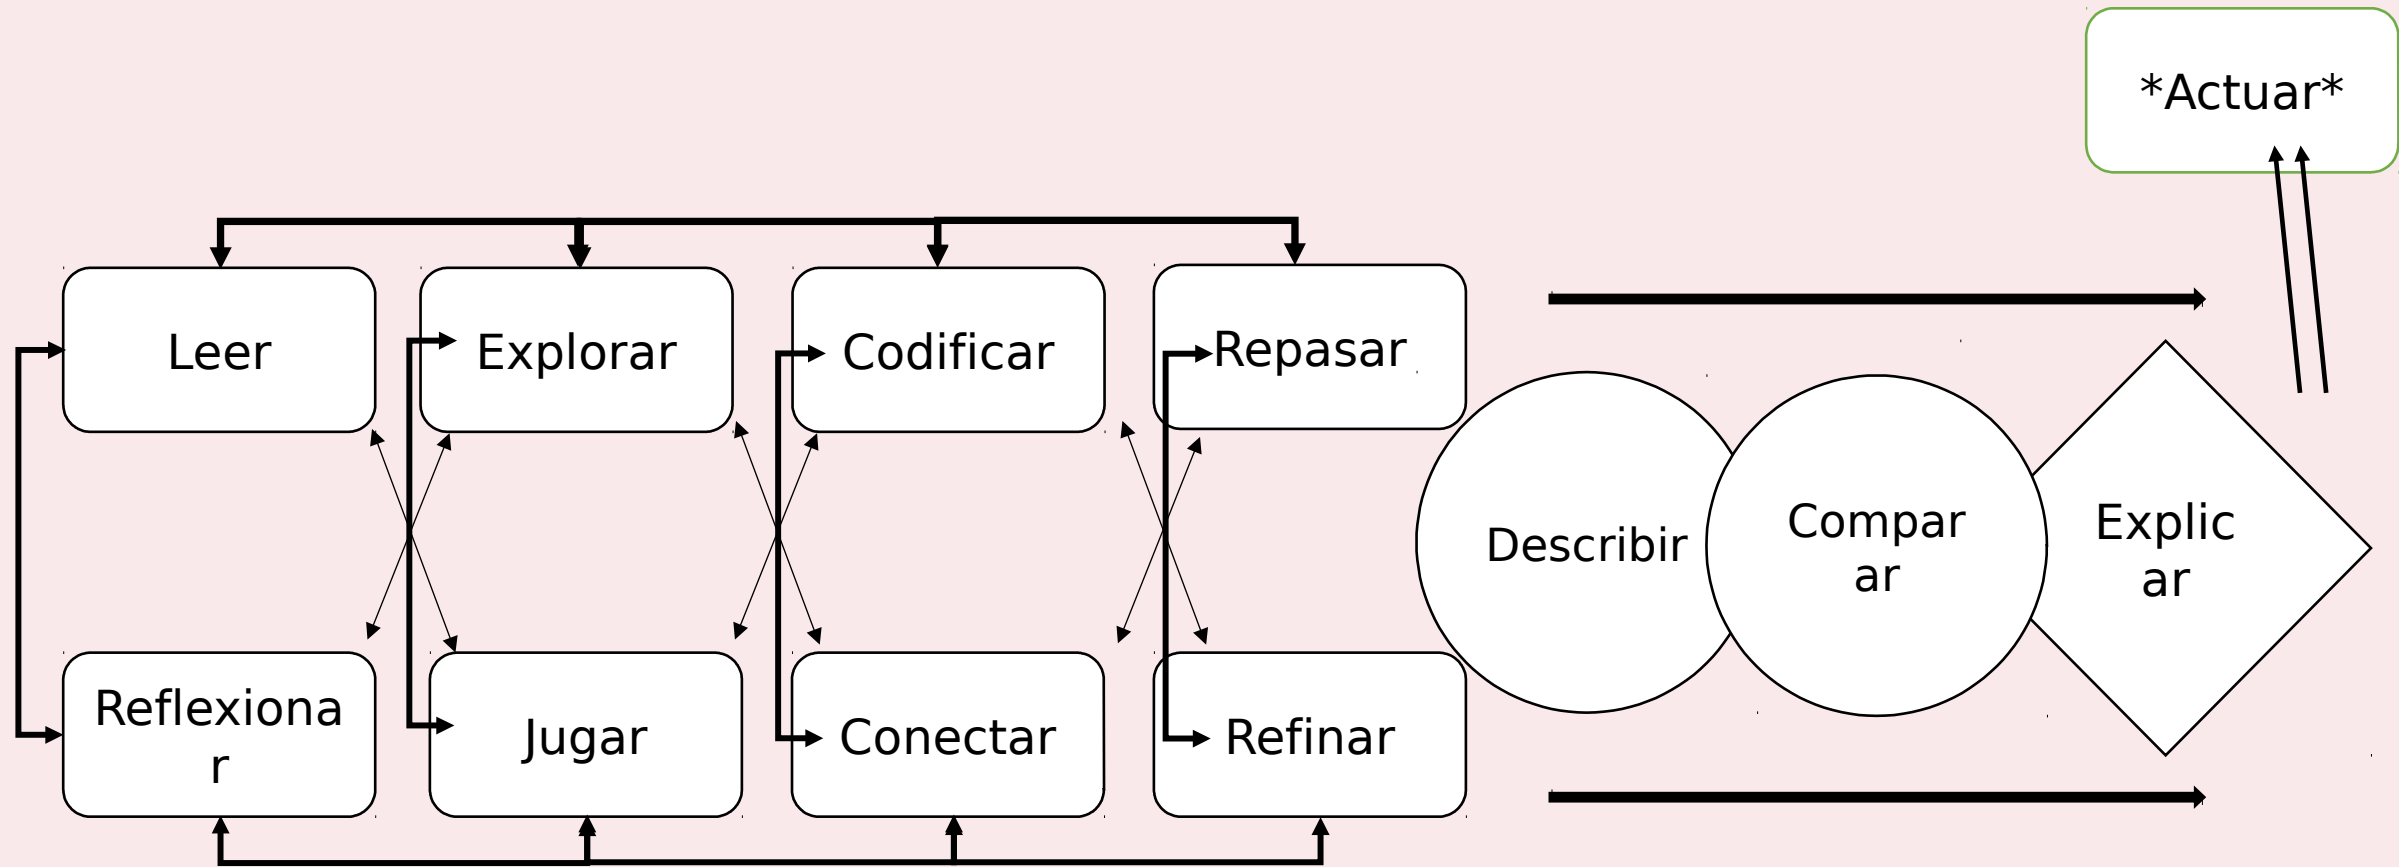 *Actuar*
Leer
Explorar
Codificar
Repasar
Describir
Compar
ar
Explic
ar
Reflexiona
r
Jugar
Conectar
Refinar